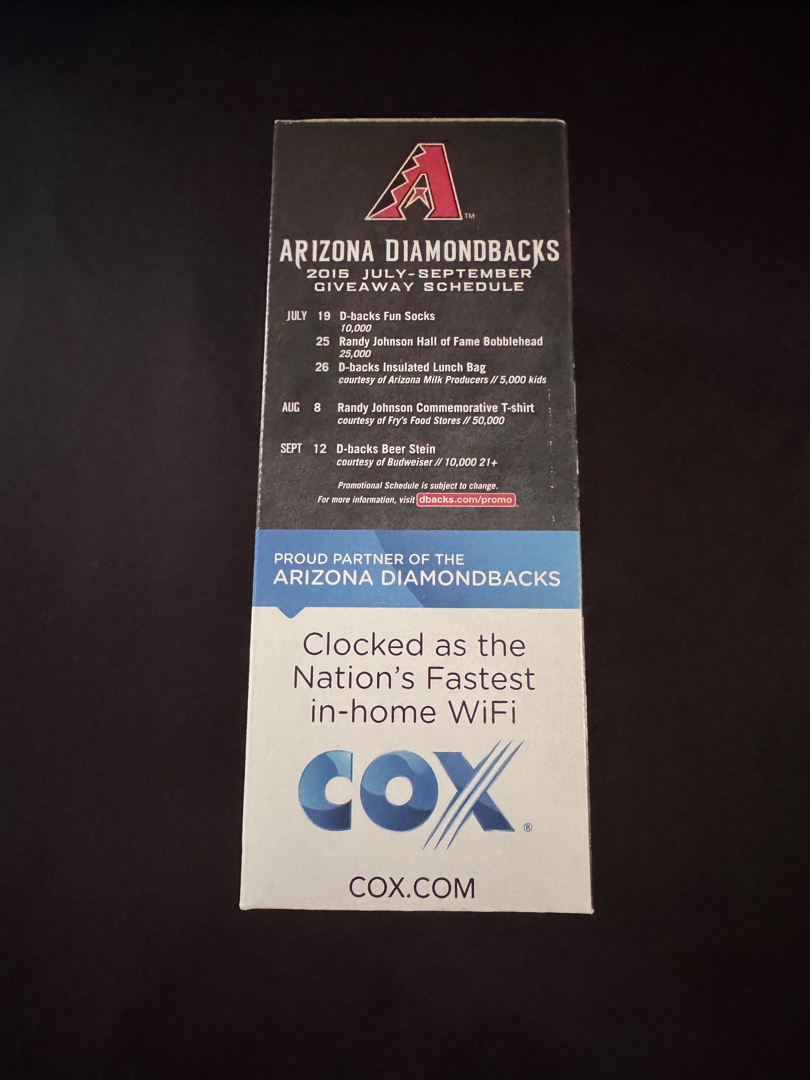 A™
ARIZONA DIAMONDBACKS
2015 JULY-SEPTEMBER
GIVEAWAY SCHEDULE
JULY 19 D-backs Fun Socks
10,000
25 Randy Johnson Hall of Fame Bobblehead
25,000
26 D-backs Insulated Lunch Bag
courtesy of Arizona Milk Producers // 5,000 kids
AUG 8 Randy Johnson Commemorative T-shirt
courtesy of Fry's Food Stores // 50,000
SEPT 12 D-backs Beer Stein
courtesy of Budweiser // 10,000 21+
Promotional Schedule is subject to change.
For more information, visit dbacks.com/promo
PROUD PARTNER OF THE
ARIZONA DIAMONDBACKS
Clocked as the
Nation's Fastest
in-home WiFi
COX®
COX.COM